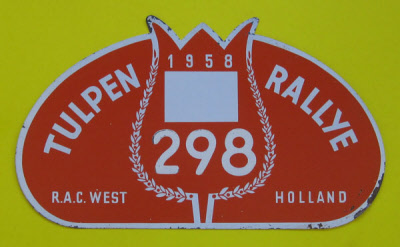 1958
TULPEN RALLYE
298
R.A.C. WEST HOLLAND